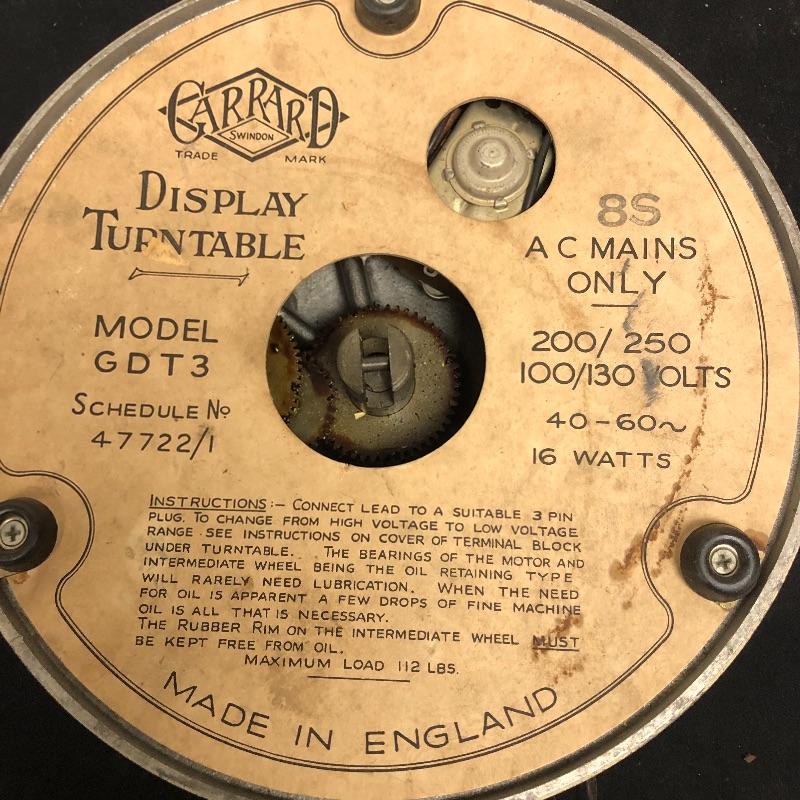 GARRARD
SWINDON
TRADE MARK
DISPLAY
TURNTABLE
MODEL
GDT3
SCHEDULE No
47722/1
8S
A C MAINS
ONLY
200/250
100/130 VOLTS
40-60~
16 WATTS
INSTRUCTIONS:- CONNECT LEAD TO A SUITABLE 3 PIN
PLUG. TO CHANGE FROM HIGH VOLTAGE TO LOW VOLTAGE
RANGE SEE INSTRUCTIONS ON COVER OF TERMINAL BLOCK
UNDER TURNTABLE. THE BEARINGS OF THE MOTOR AND
INTERMEDIATE WHEEL BEING THE OIL RETAINING TYPE
WILL RARELY NEED LUBRICATION. WHEN THE NEED
FOR OIL IS APPARENT A FEW DROPS OF FINE MACHINE
OIL IS ALL THAT IS NECESSARY.
THE RUBBER RIM ON THE INTERMEDIATE WHEEL MUST
BE KEPT FREE FROM OIL.
MAXIMUM LOAD 112 LBS.
MADE IN ENGLAND